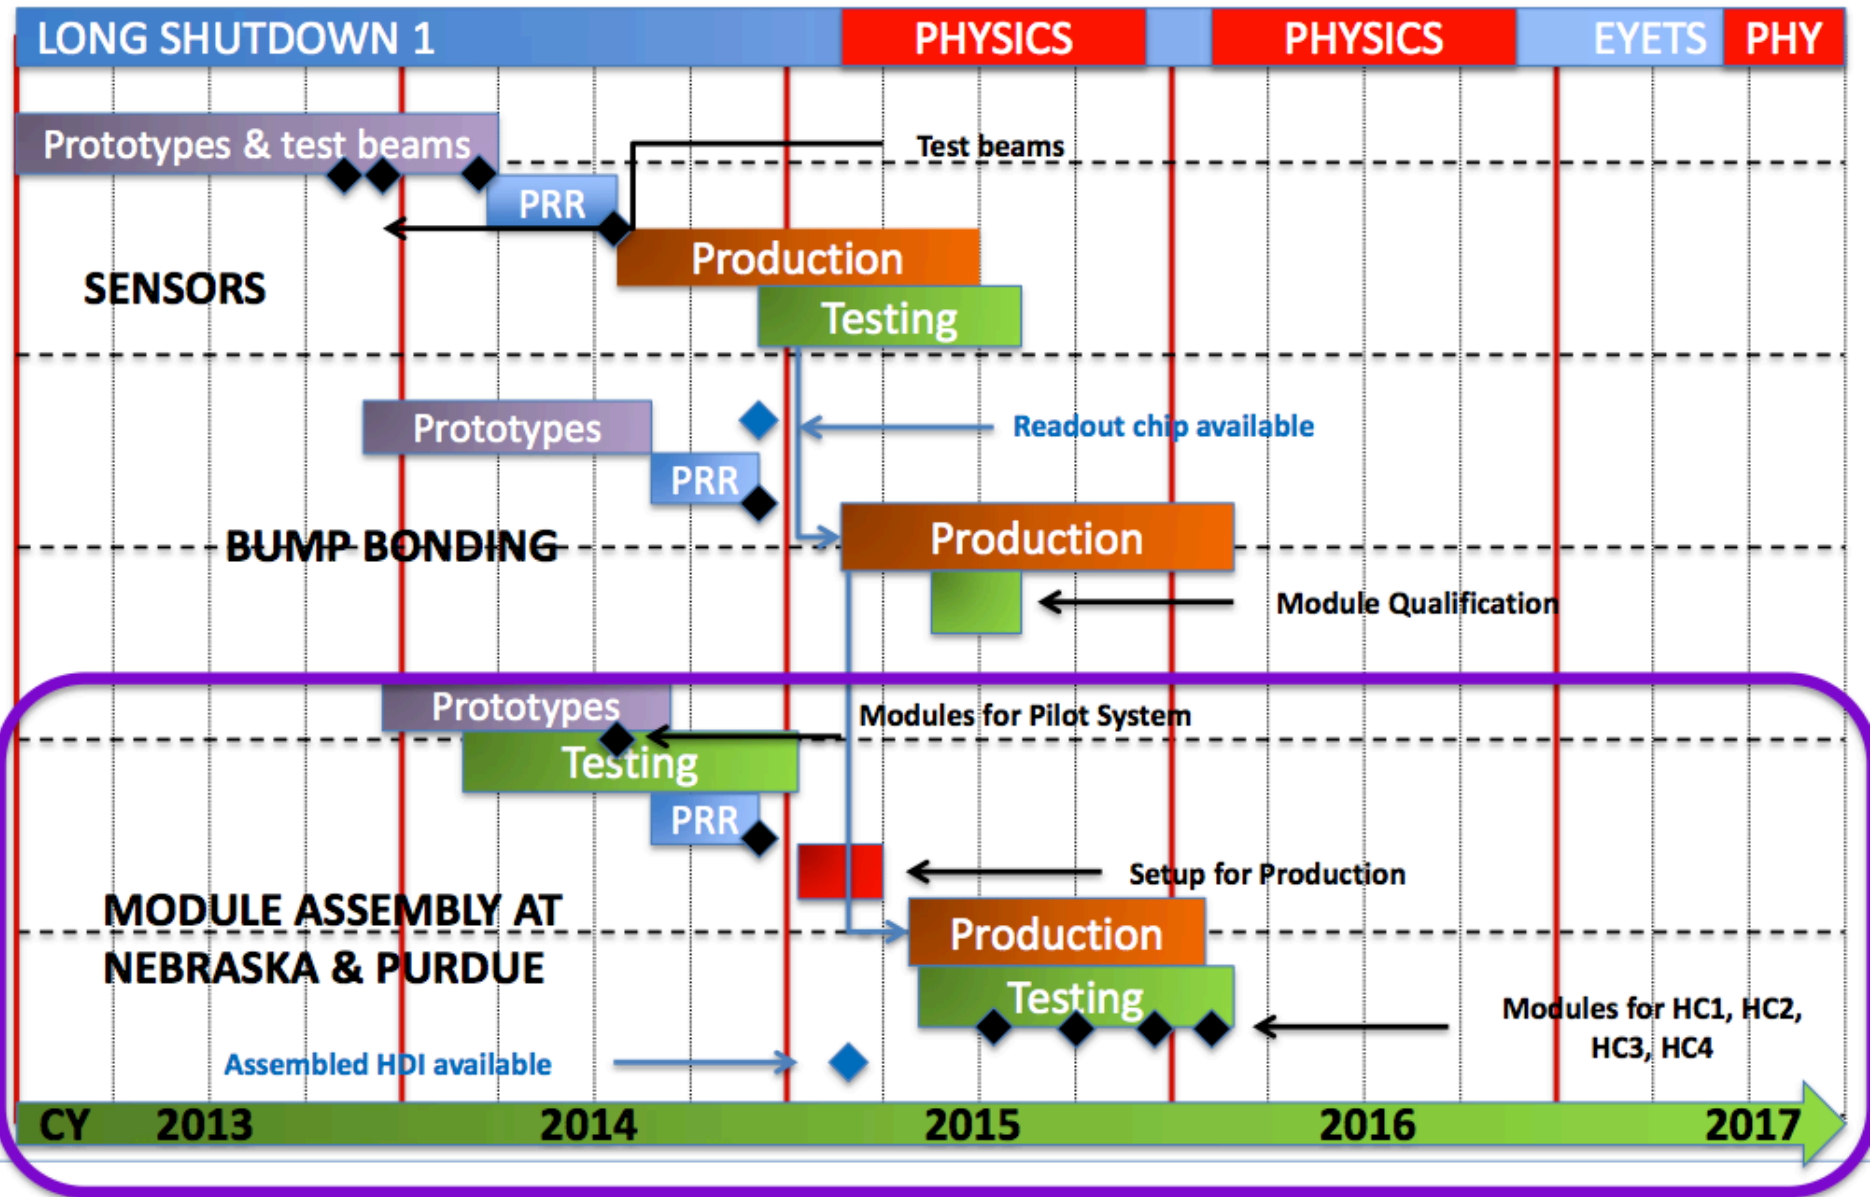 LONG SHUTDOWN 1 PHYSICS PHYSICS EYETS PHY
Prototypes & test beams
Test beams
PRR
Production
SENSORS
Testing
Prototypes
Readout chip available
PRR
Production
BUMP BONDING
Module Qualification
Prototypes
Modules for Pilot System
Testing
PRR
Setup for Production
MODULE ASSEMBLY AT
NEBRASKA & PURDUE
Production
Testing
Modules for HC1, HC2,
HC3, HC4
Assembled HDI available
CY 2013 2014 2015 2016 2017